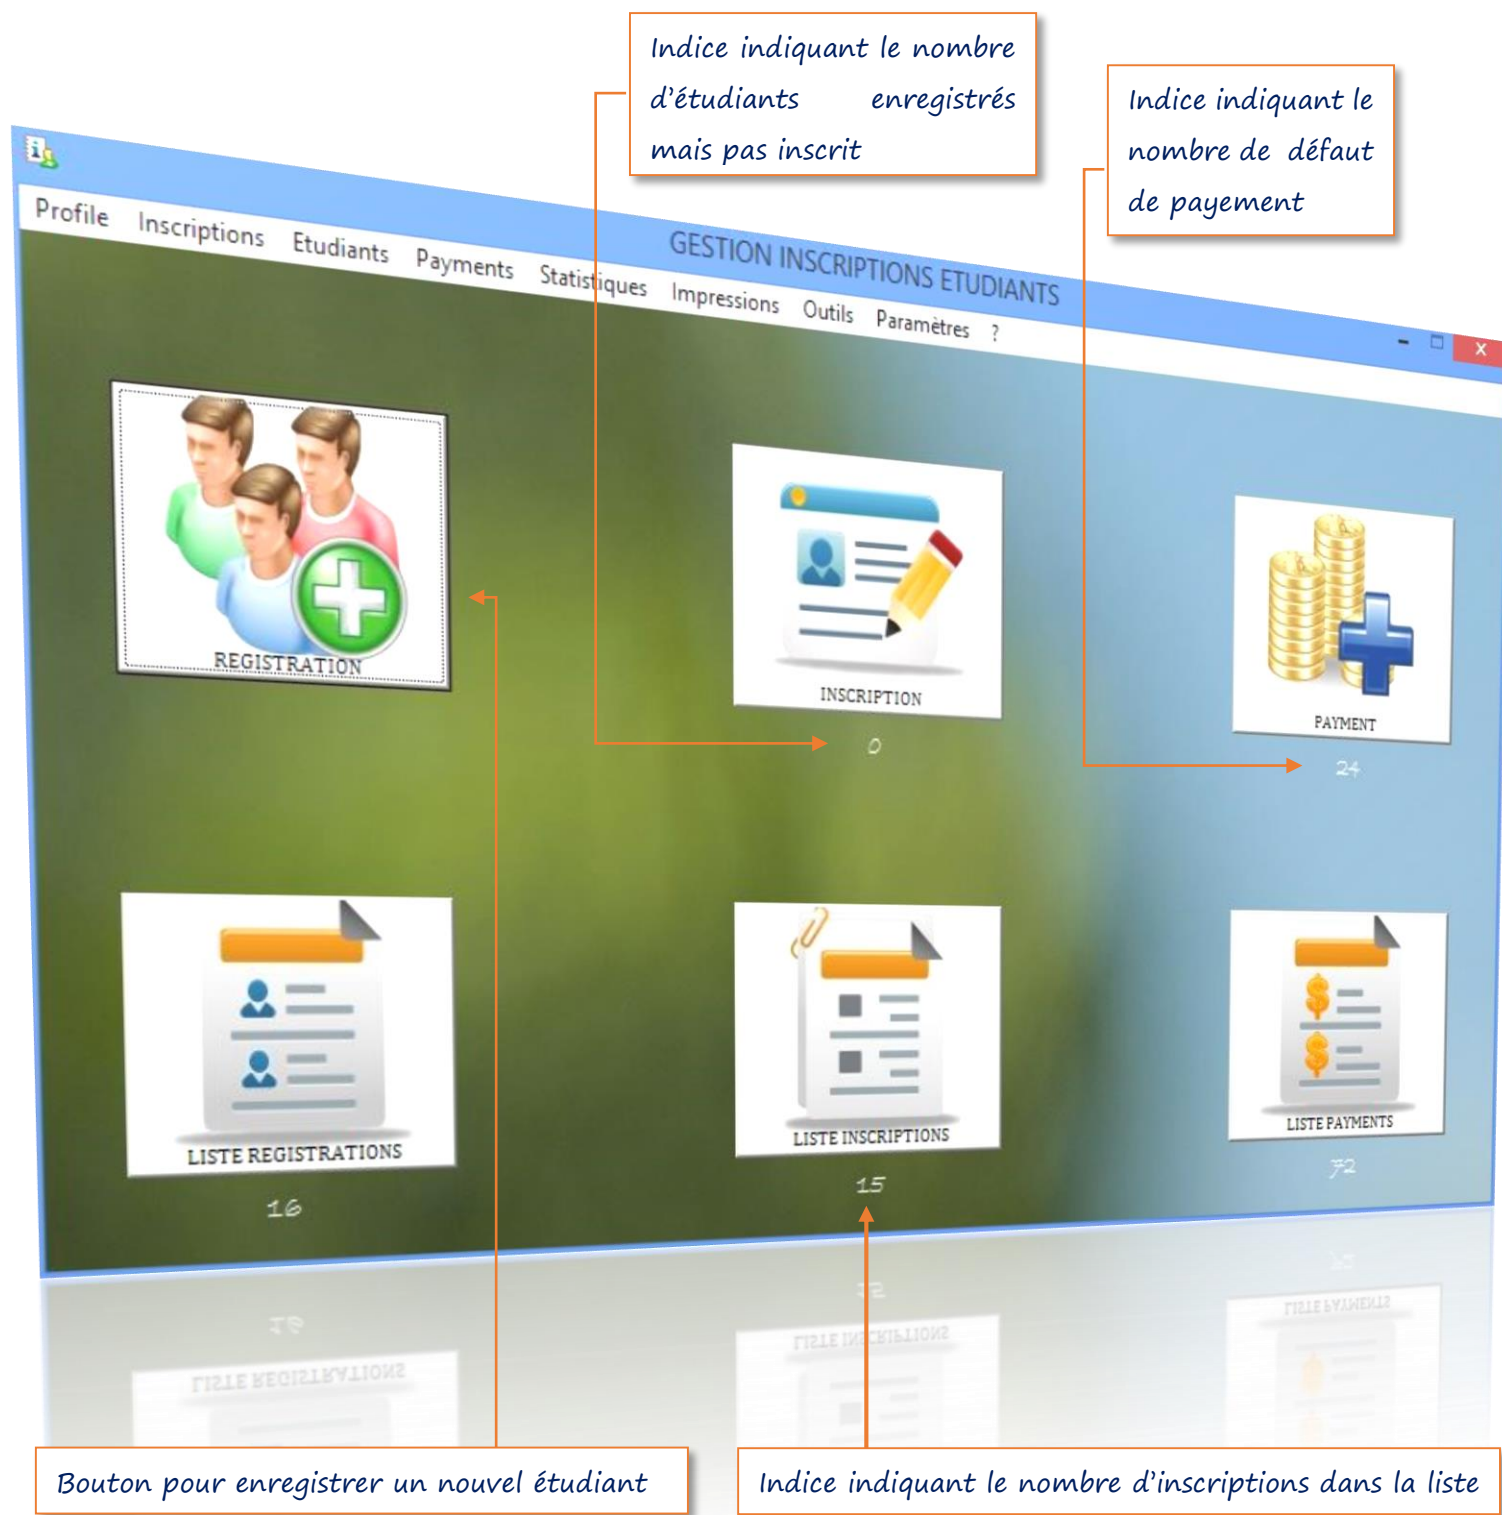 Indice indiquant le nombre
d'étudiants enregistrés
mais pas inscrit
Indice indiquant le
nombre de défaut
de payement
GESTION INSCRIPTIONS ETUDIANTS
Profile Inscriptions Etudiants Payments Statistiques Impressions Outils Paramètres ?
REGISTRATION
INSCRIPTION
PAYMENT
0
24
LISTE REGISTRATIONS
LISTE INSCRIPTIONS
LISTE PAYMENTS
16
15
72
Bouton pour enregistrer un nouvel étudiant
Indice indiquant le nombre d'inscriptions dans la liste